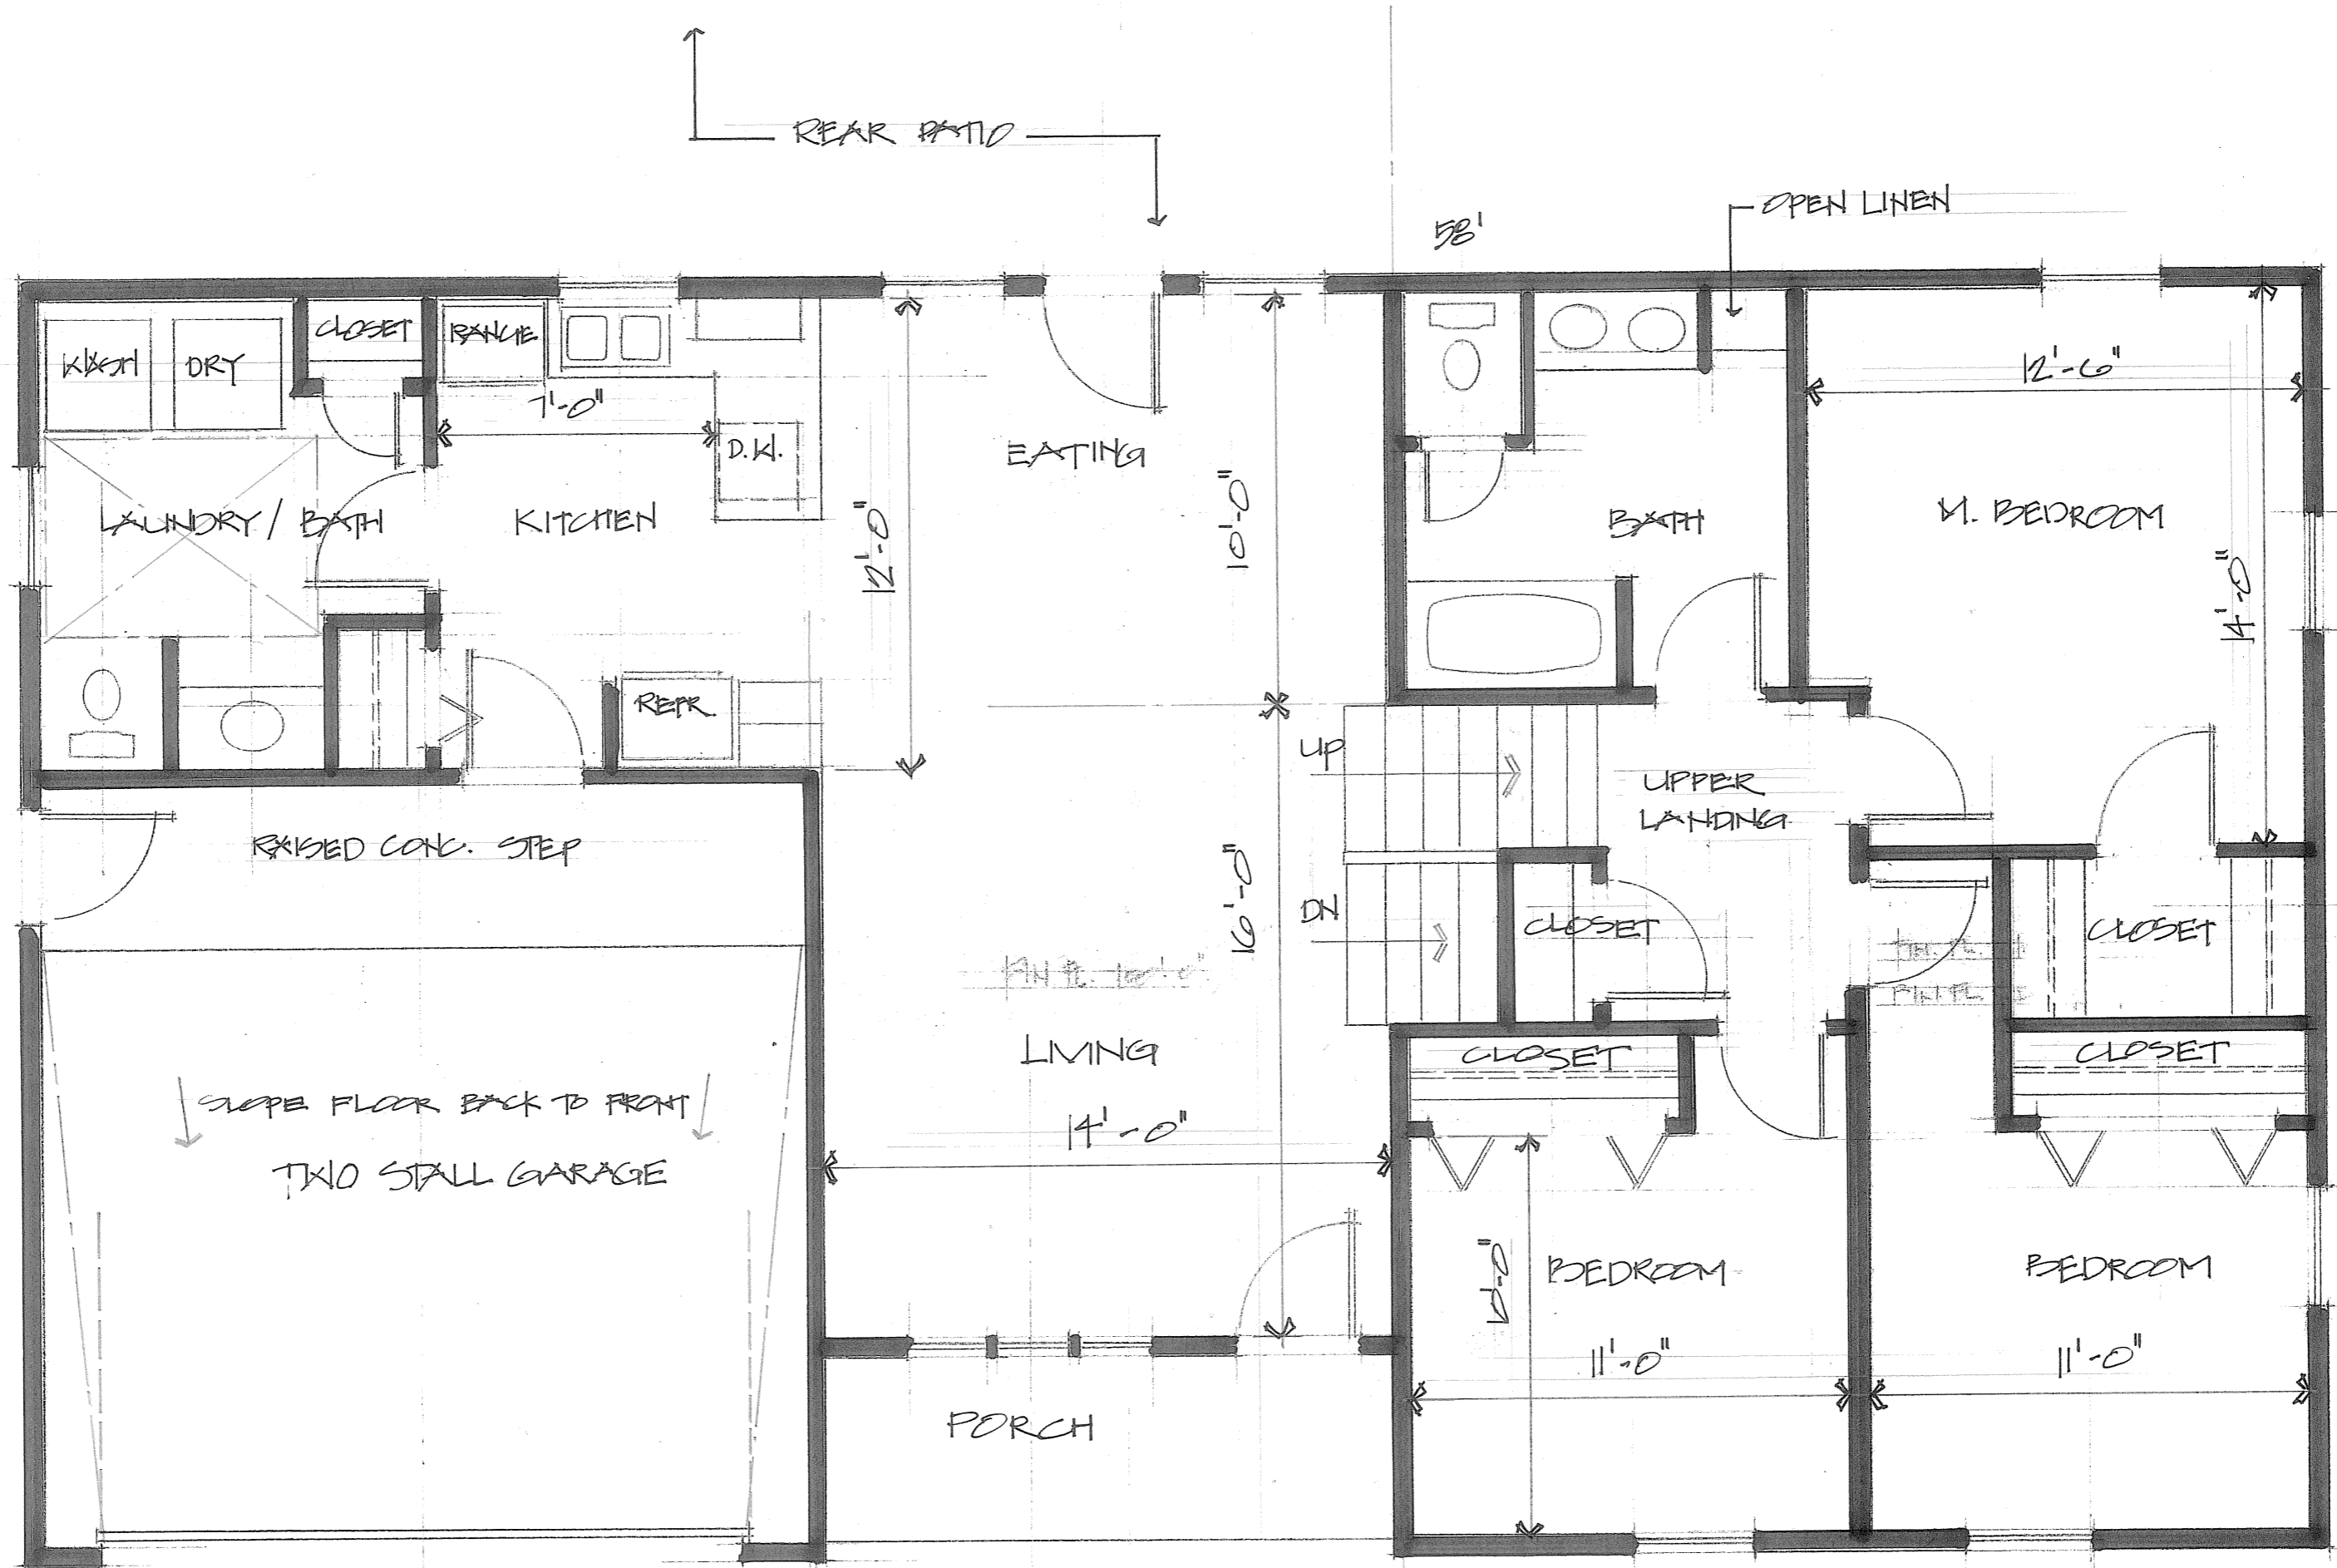 REAR PATIO
OPEN LINEN
58'
WASH
DRY
CLOSET
RANGE
7'-0"
D.W.
12'-6"
EATING
LAUNDRY / BATH
KITCHEN
12'-0"
10'-0"
BATH
M. BEDROOM
14'-0"
REFR.
UP
UPPER
LANDING
RAISED CONC. STEP
16'-0"
DN
CLOSET
CLOSET
LIVING
CLOSET
CLOSET
SLOPE FLOOR BACK TO FRONT
14'-0"
TWO STALL GARAGE
10'-0"
BEDROOM
BEDROOM
11'-0"
11'-0"
PORCH